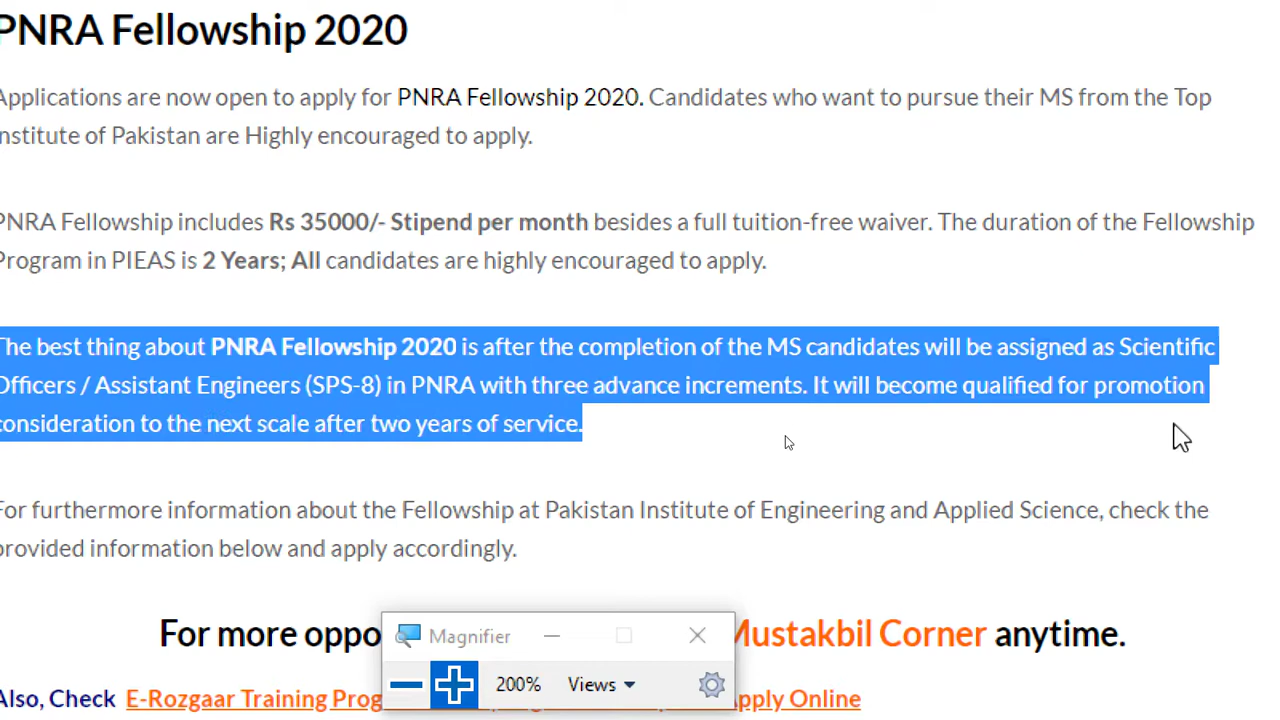 PNRA Fellowship 2020
Applications are now open to apply for PNRA Fellowship 2020. Candidates who want to pursue their MS from the Top
Institute of Pakistan are Highly encouraged to apply.
PNRA Fellowship includes Rs 35000/- Stipend per month besides a full tuition-free waiver. The duration of the Fellowship
Program in PIEAS is 2 Years; All candidates are highly encouraged to apply.
The best thing about PNRA Fellowship 2020 is after the completion of the MS candidates will be assigned as Scientific
Officers / Assistant Engineers (SPS-8) in PNRA with three advance increments. It will become qualified for promotion
consideration to the next scale after two years of service.
For furthermore information about the Fellowship at Pakistan Institute of Engineering and Applied Science, check the
provided information below and apply accordingly.
For more oppo Mustakbil Corner anytime.
Magnifier
200% Views
Also, Check E-Rozgaar Training Prog Apply Online